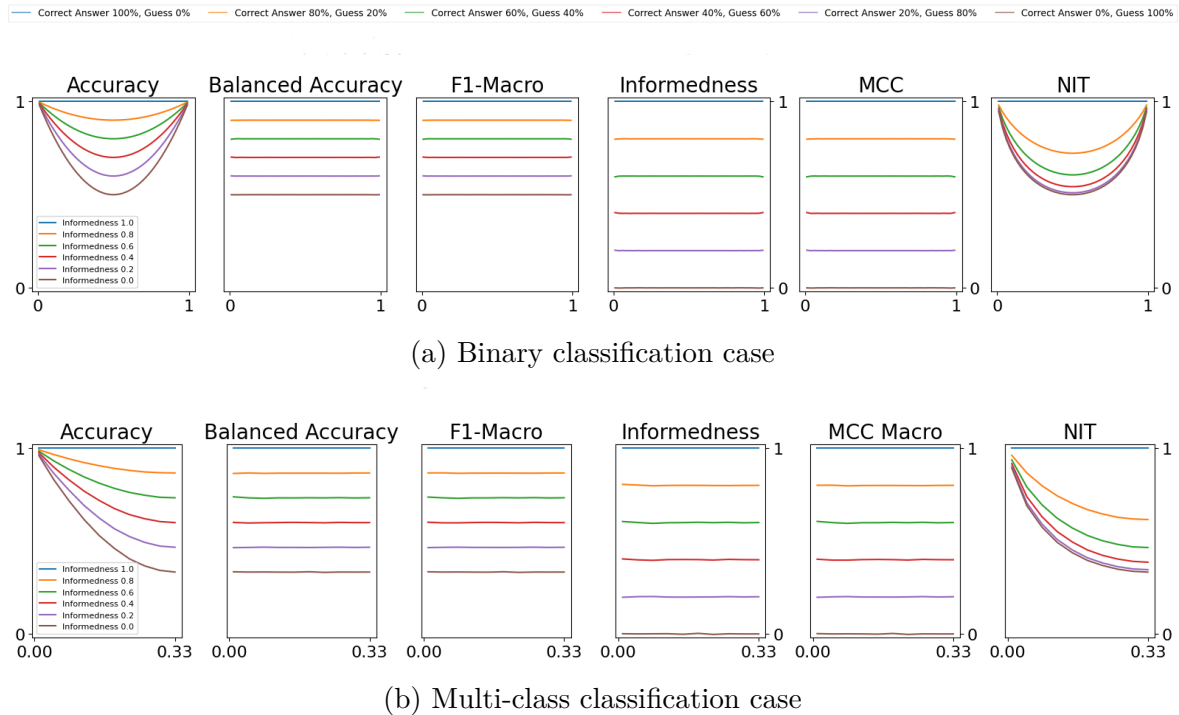 Correct Answer 100%, Guess 0% Correct Answer 80%, Guess 20% Correct Answer 60%, Guess 40% Correct Answer 40%, Guess 60% Correct Answer 20%, Guess 80% Correct Answer 0%, Guess 100%
Accuracy Balanced Accuracy F1-Macro Informedness MCC NIT
1 1 1 1
Informedness 1.0
Informedness 0.8
Informedness 0.6
Informedness 0.4
Informedness 0.2
Informedness 0.0
0 0 0 0
0 1 0 1 0 1 0 1 0 1 0 1
(a) Binary classification case
Accuracy Balanced Accuracy F1-Macro Informedness MCC Macro NIT
1 1 1 1
Informedness 1.0
Informedness 0.8
Informedness 0.6
Informedness 0.4
Informedness 0.2
Informedness 0.0
0 0 0 0
0.00 0.33 0.00 0.33 0.00 0.33 0.00 0.33 0.00 0.33 0.00 0.33
(b) Multi-class classification case